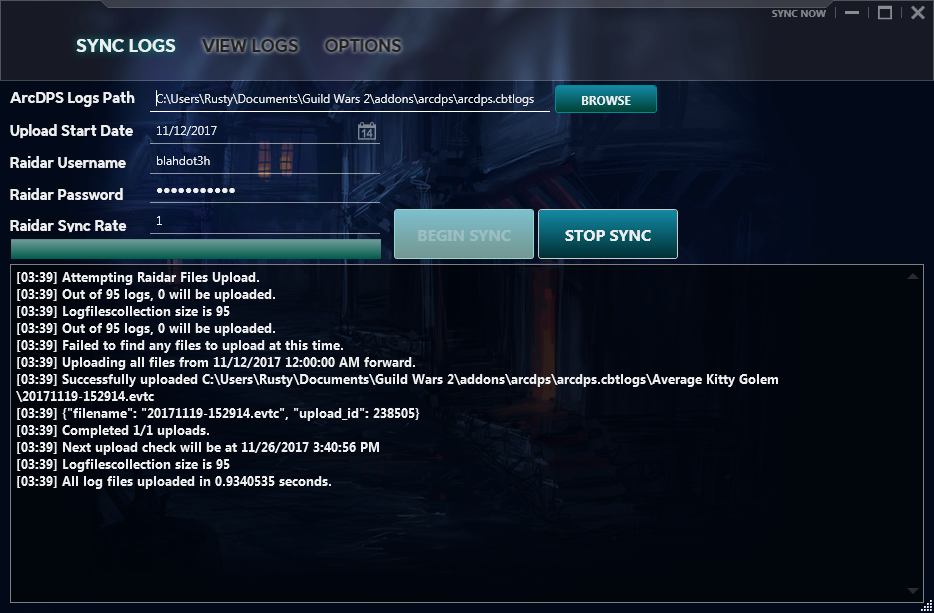 SYNC NOW
SYNC LOGS VIEW LOGS OPTIONS
ArcDPS Logs Path C:\Users\Rusty\Documents\Guild Wars 2\addons\arcdps\arcdps.cbtlogs BROWSE
Upload Start Date 11/12/2017 14
Raidar Username blahdot3h
Raidar Password •••••••••••
Raidar Sync Rate 1
BEGIN SYNC STOP SYNC
[03:39] Attempting Raidar Files Upload.
[03:39] Out of 95 logs, 0 will be uploaded.
[03:39] Logfilescollection size is 95
[03:39] Out of 95 logs, 0 will be uploaded.
[03:39] Failed to find any files to upload at this time.
[03:39] Uploading all files from 11/12/2017 12:00:00 AM forward.
[03:39] Successfully uploaded C:\Users\Rusty\Documents\Guild Wars 2\addons\arcdps\arcdps.cbtlogs\Average Kitty Golem
\20171119-152914.evtc
[03:39] {"filename": "20171119-152914.evtc", "upload_id": 238505}
[03:39] Completed 1/1 uploads.
[03:39] Next upload check will be at 11/26/2017 3:40:56 PM
[03:39] Logfilescollection size is 95
[03:39] All log files uploaded in 0.9340535 seconds.